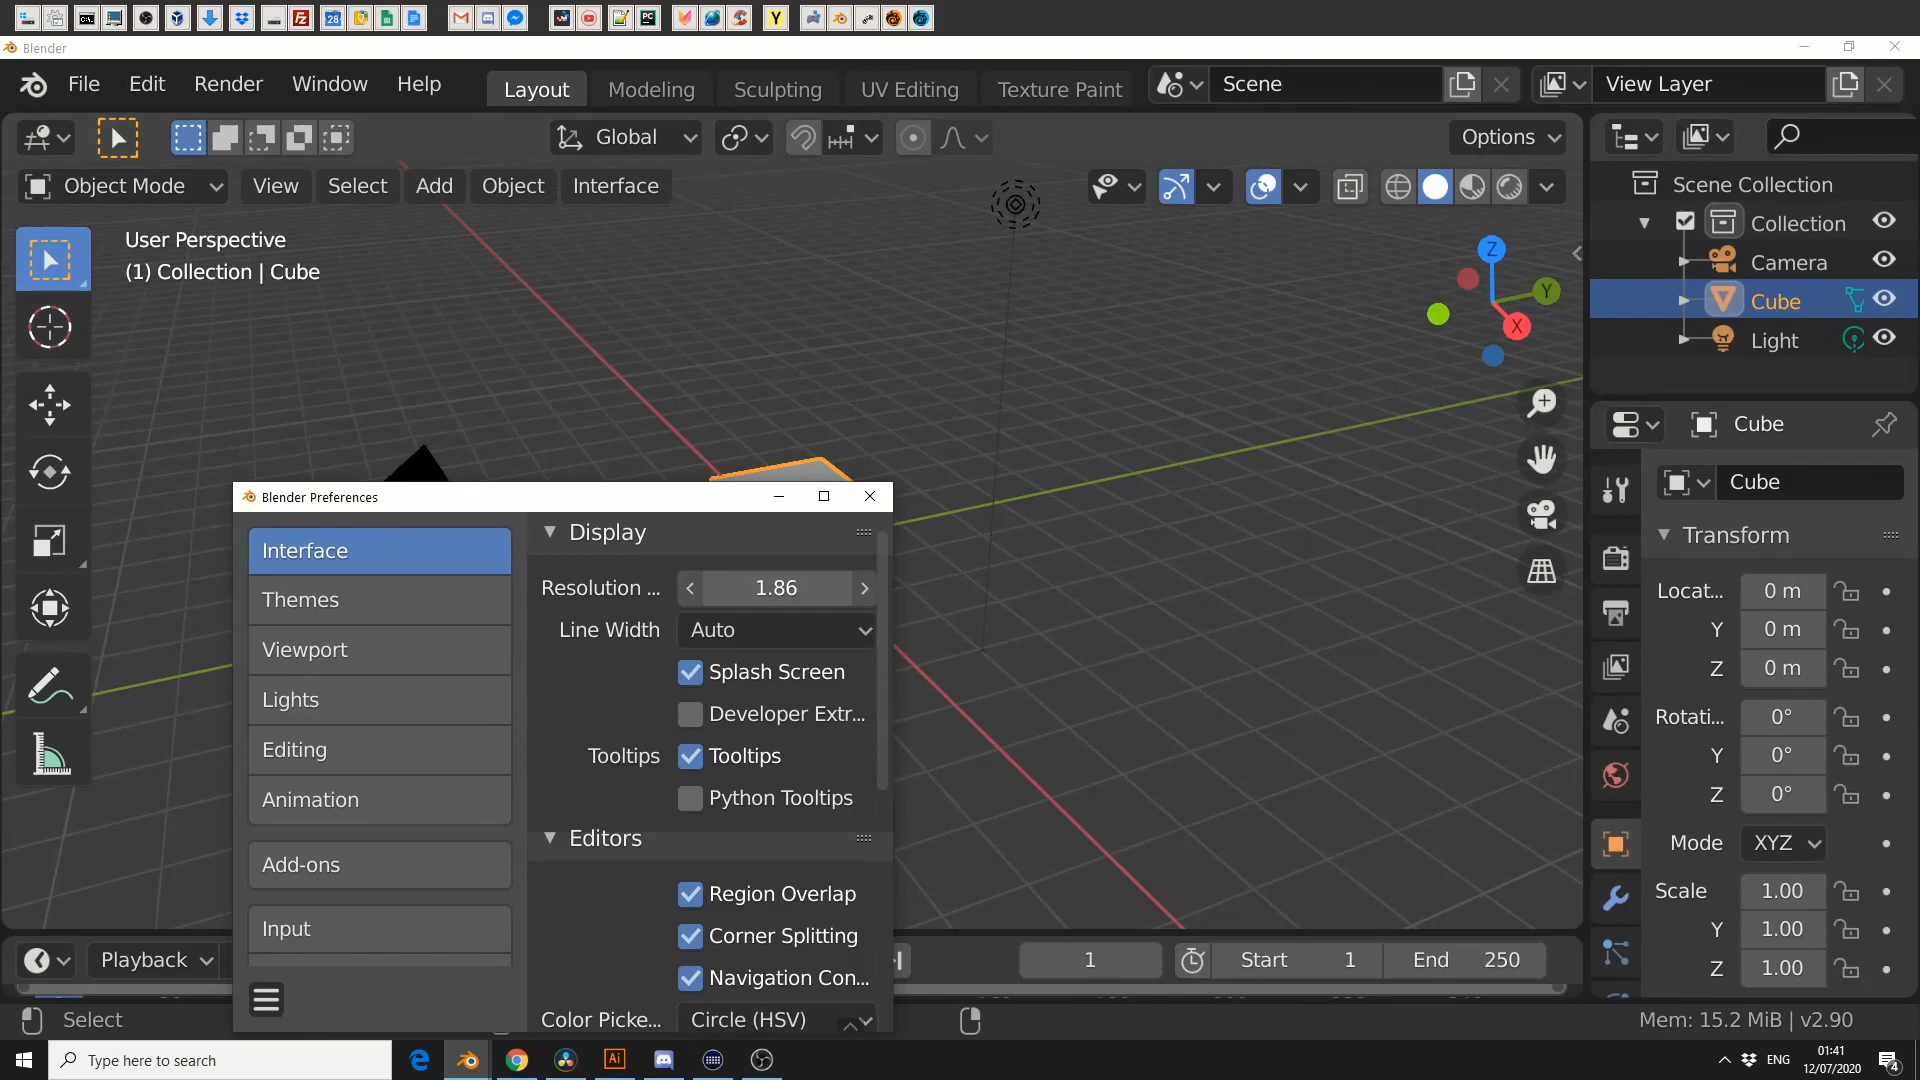 Blender
File Edit Render Window Help Layout Modeling Sculpting UV Editing Texture Paint Scene View Layer
Global Options
Object Mode View Select Add Object Interface
User Perspective
(1) Collection | Cube
Z
Y
X
Scene Collection
Collection
Camera
Cube
Light
Cube
Cube
Transform
Locat... 0 m
Y 0 m
Z 0 m
Rotati... 0°
Y 0°
Z 0°
Mode XYZ
Scale 1.00
Y 1.00
Z 1.00
Blender Preferences
Interface
Themes
Viewport
Lights
Editing
Animation
Add-ons
Input
Display
Resolution ... 1.86
Line Width Auto
Splash Screen
Developer Extr...
Tooltips Tooltips
Python Tooltips
Editors
Region Overlap
Corner Splitting
Navigation Con...
Color Picke... Circle (HSV)
Playback 1 Start 1 End 250
Select Mem: 15.2 MiB | v2.90
Type here to search Ai ENG 01:41
12/07/2020 4